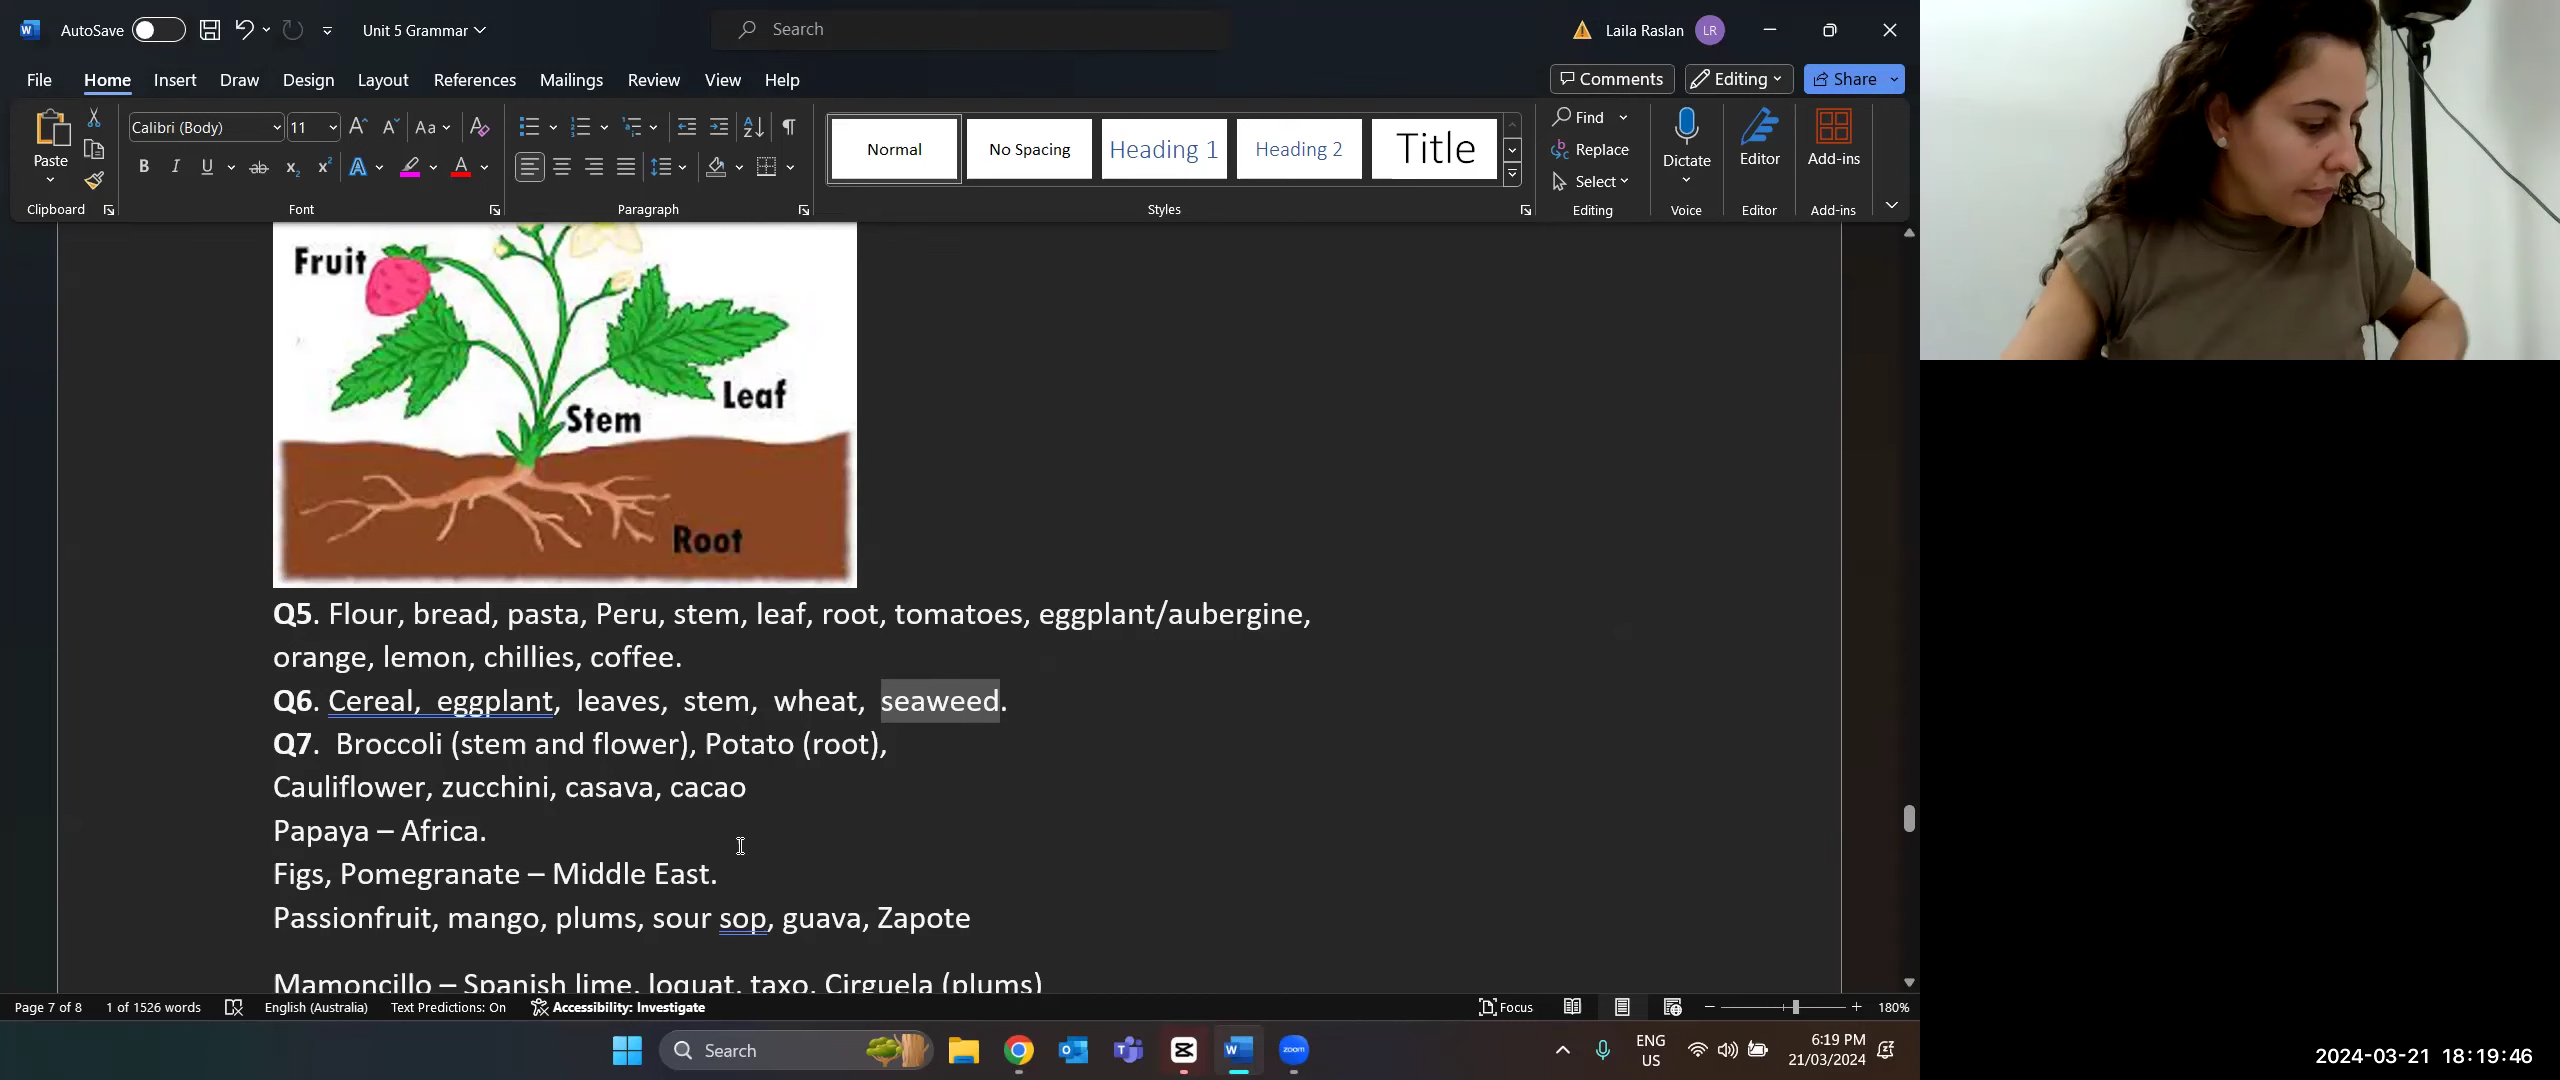 AutoSave
Unit 5 Grammar
Search
Laila Raslan LR
File Home Insert Draw Design Layout References Mailings Review View Help
Comments Editing Share
Paste
Clipboard
Calibri (Body) 11
Font
Paragraph
Normal
No Spacing
Heading 1
Heading 2
Title
Styles
Find
Replace
Select
Editing
Dictate
Voice
Editor
Editor
Add-ins
Add-ins
Fruit
Leaf
Stem
Root
Q5. Flour, bread, pasta, Peru, stem, leaf, root, tomatoes, eggplant/aubergine,
orange, lemon, chillies, coffee.
Q6. Cereal, eggplant, leaves, stem, wheat, seaweed.
Q7. Broccoli (stem and flower), Potato (root),
Cauliflower, zucchini, casava, cacao
Papaya – Africa.
Figs, Pomegranate – Middle East.
Passionfruit, mango, plums, sour sop, guava, Zapote
Mamoncillo – Spanish lime, loquat, taxo, Cirguela (plums)
Page 7 of 8 1 of 1526 words English (Australia) Text Predictions: On Accessibility: Investigate
Focus
180%
Search
zoom
ENG
US
6:19 PM
21/03/2024
2024-03-21 18:19:46